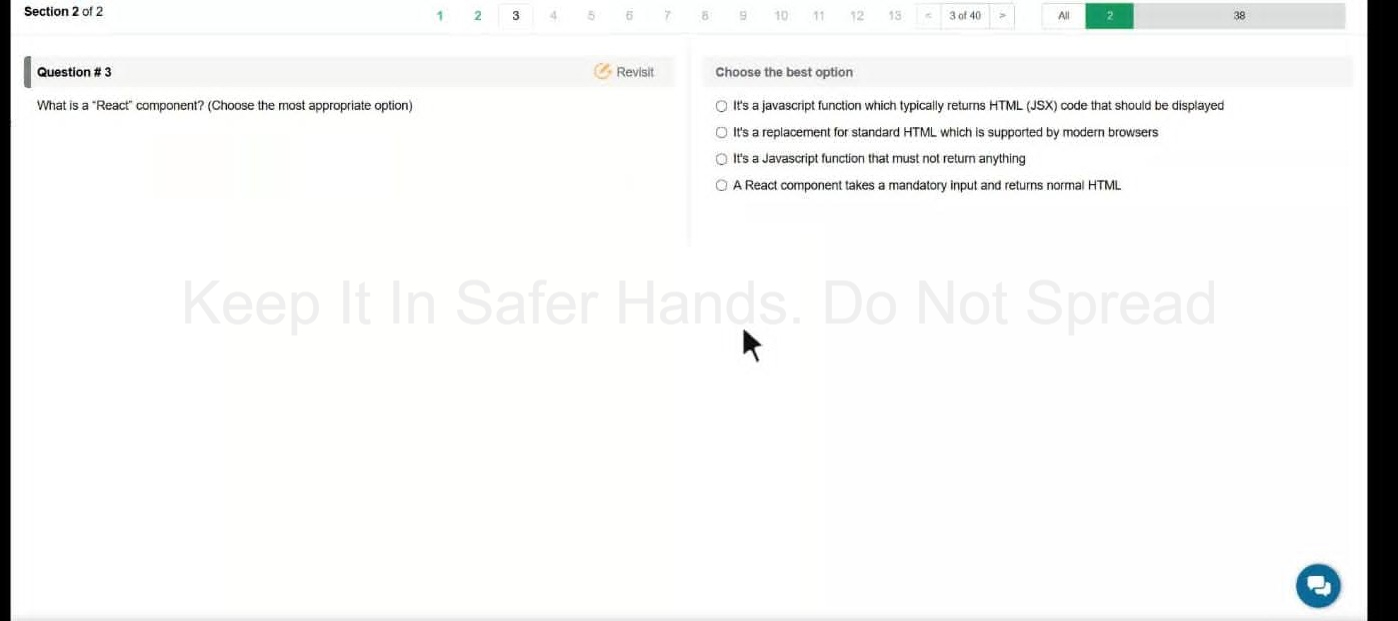 Section 2 of 2
1 2 3 4 5 6 7 8 9 10 11 12 13 < 3 of 40 > All 2 38
Question # 3
Revisit
What is a "React" component? (Choose the most appropriate option)
Choose the best option
It's a javascript function which typically returns HTML (JSX) code that should be displayed
It's a replacement for standard HTML which is supported by modern browsers
It's a Javascript function that must not return anything
A React component takes a mandatory input and returns normal HTML
Keep It In Safer Hands. Do Not Spread